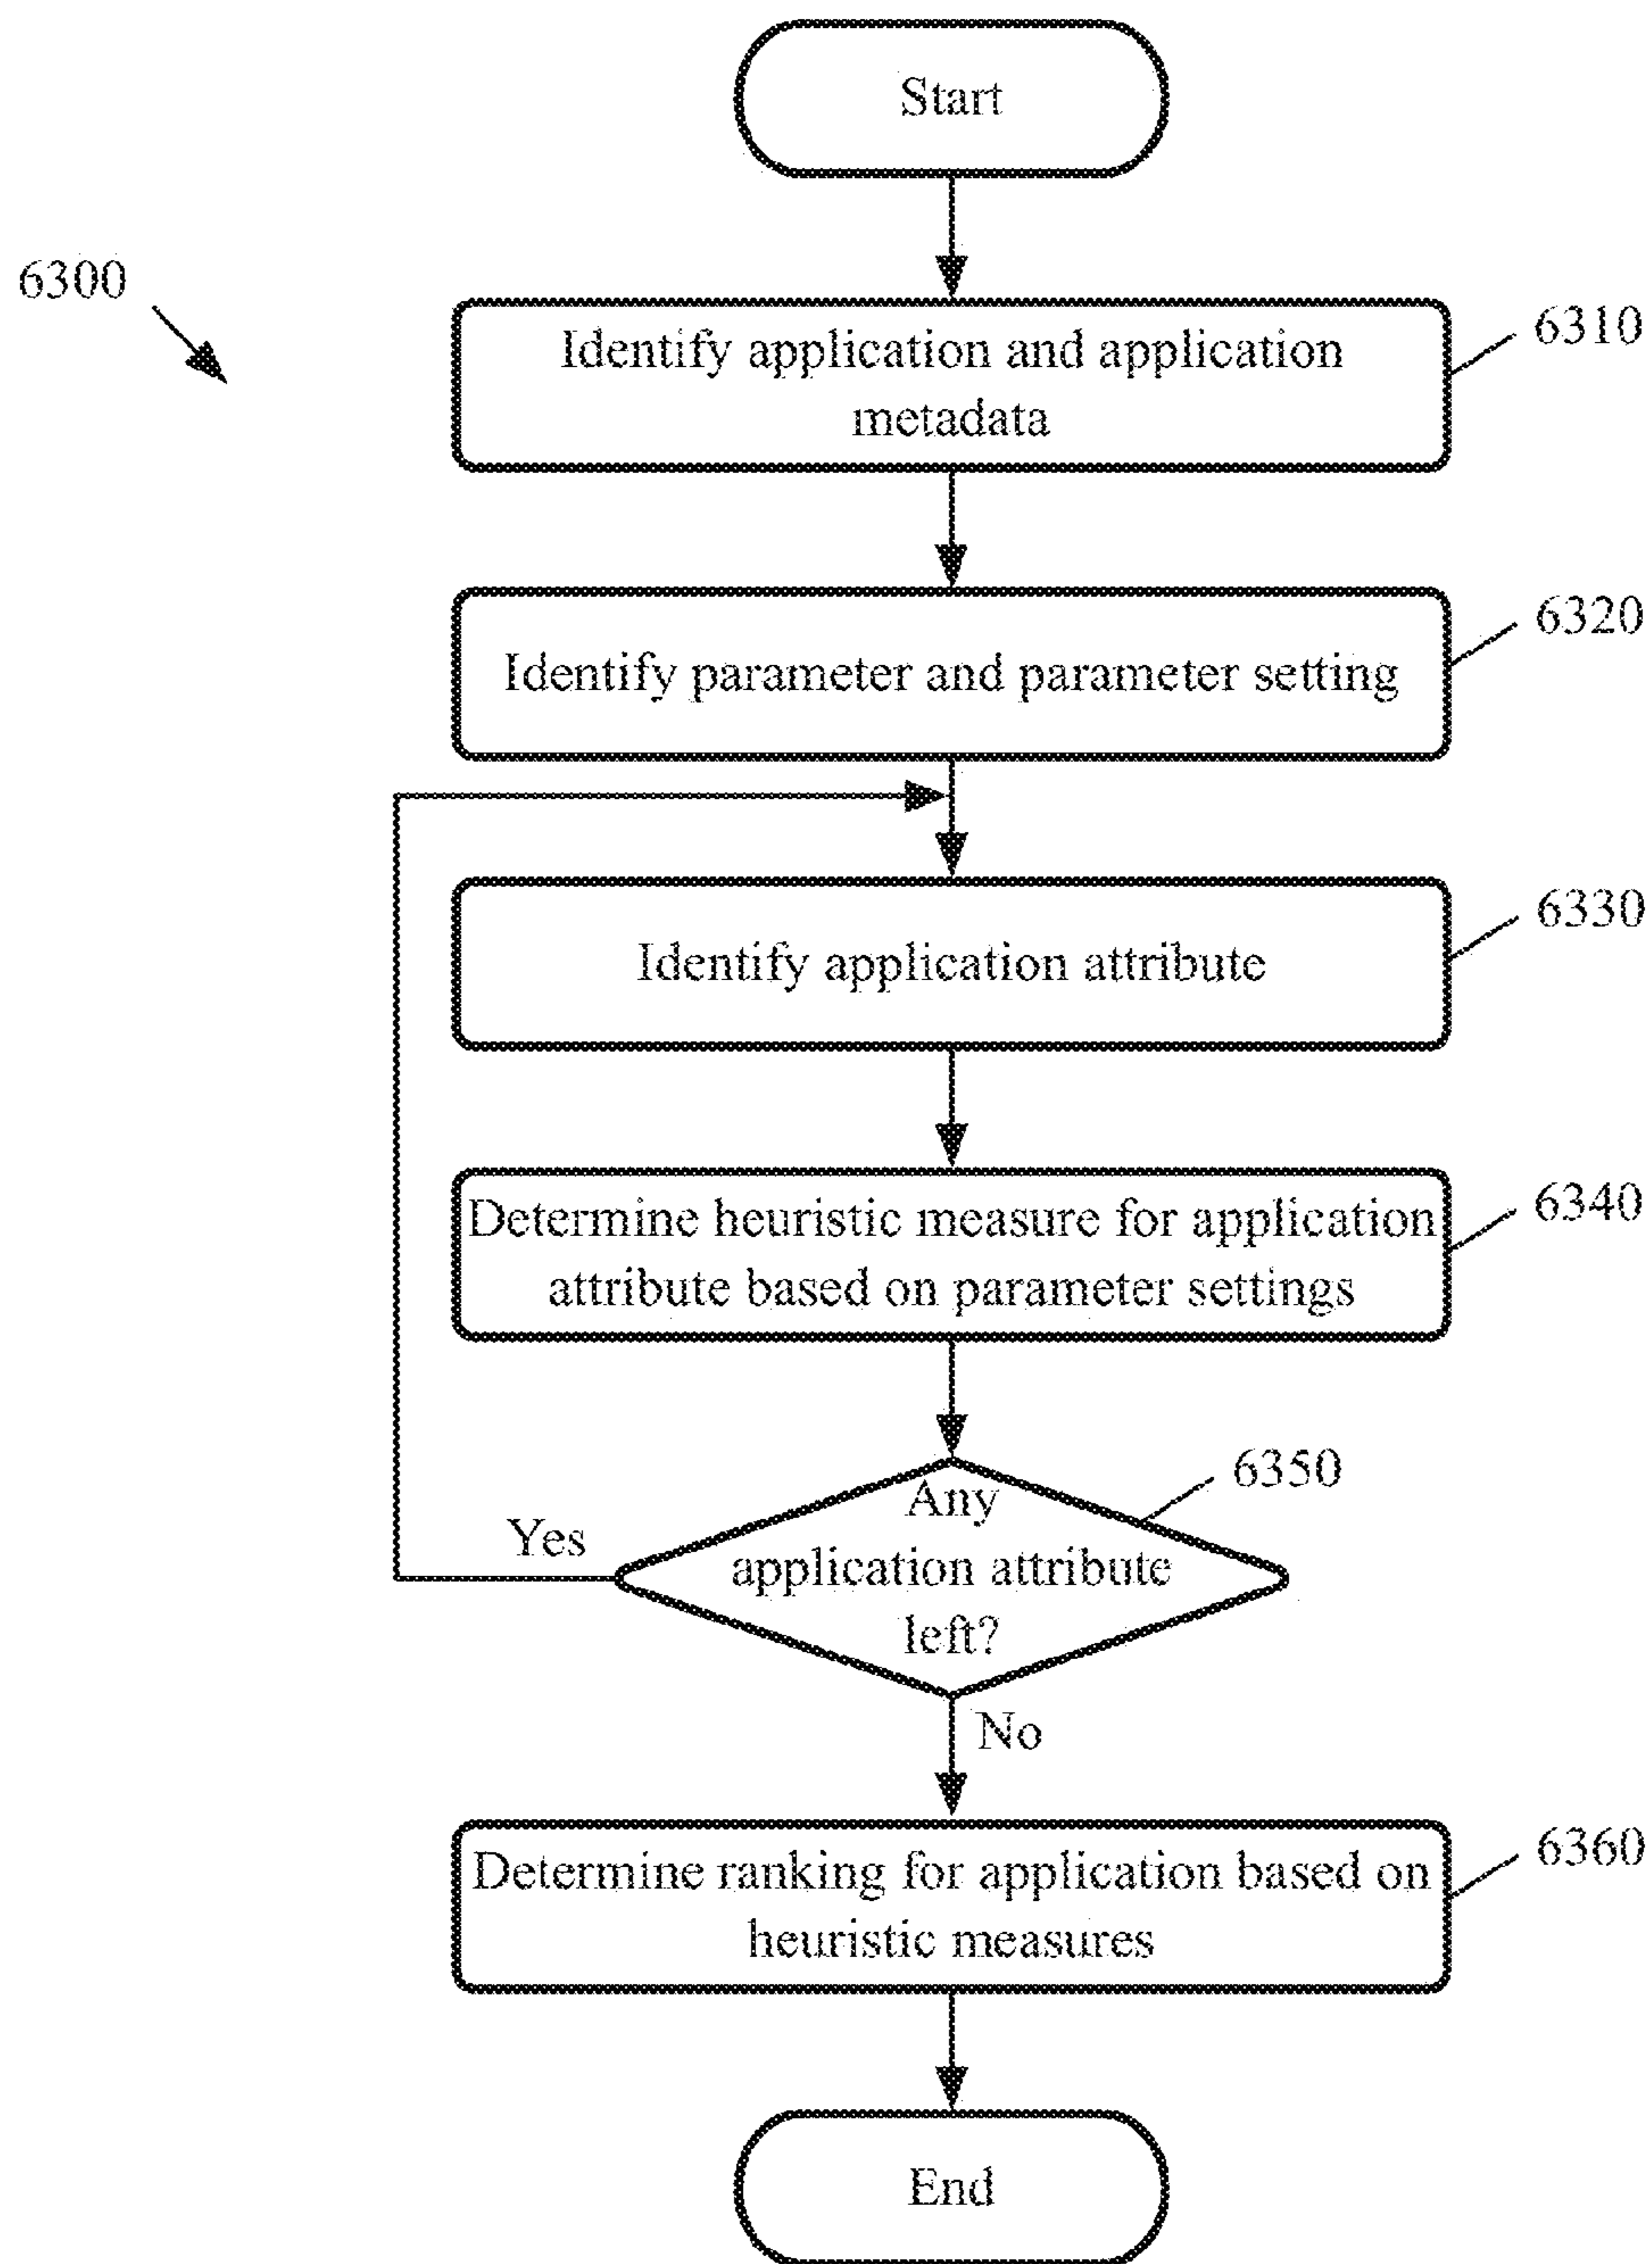 Start
6300
6310
Identify application and application
metadata
6320
Identify parameter and parameter setting
6330
Identify application attribute
6340
Determine heuristic measure for application
attribute based on parameter settings
6350
Any
application attribute
left?
Yes
No
6360
Determine ranking for application based on
heuristic measures
End